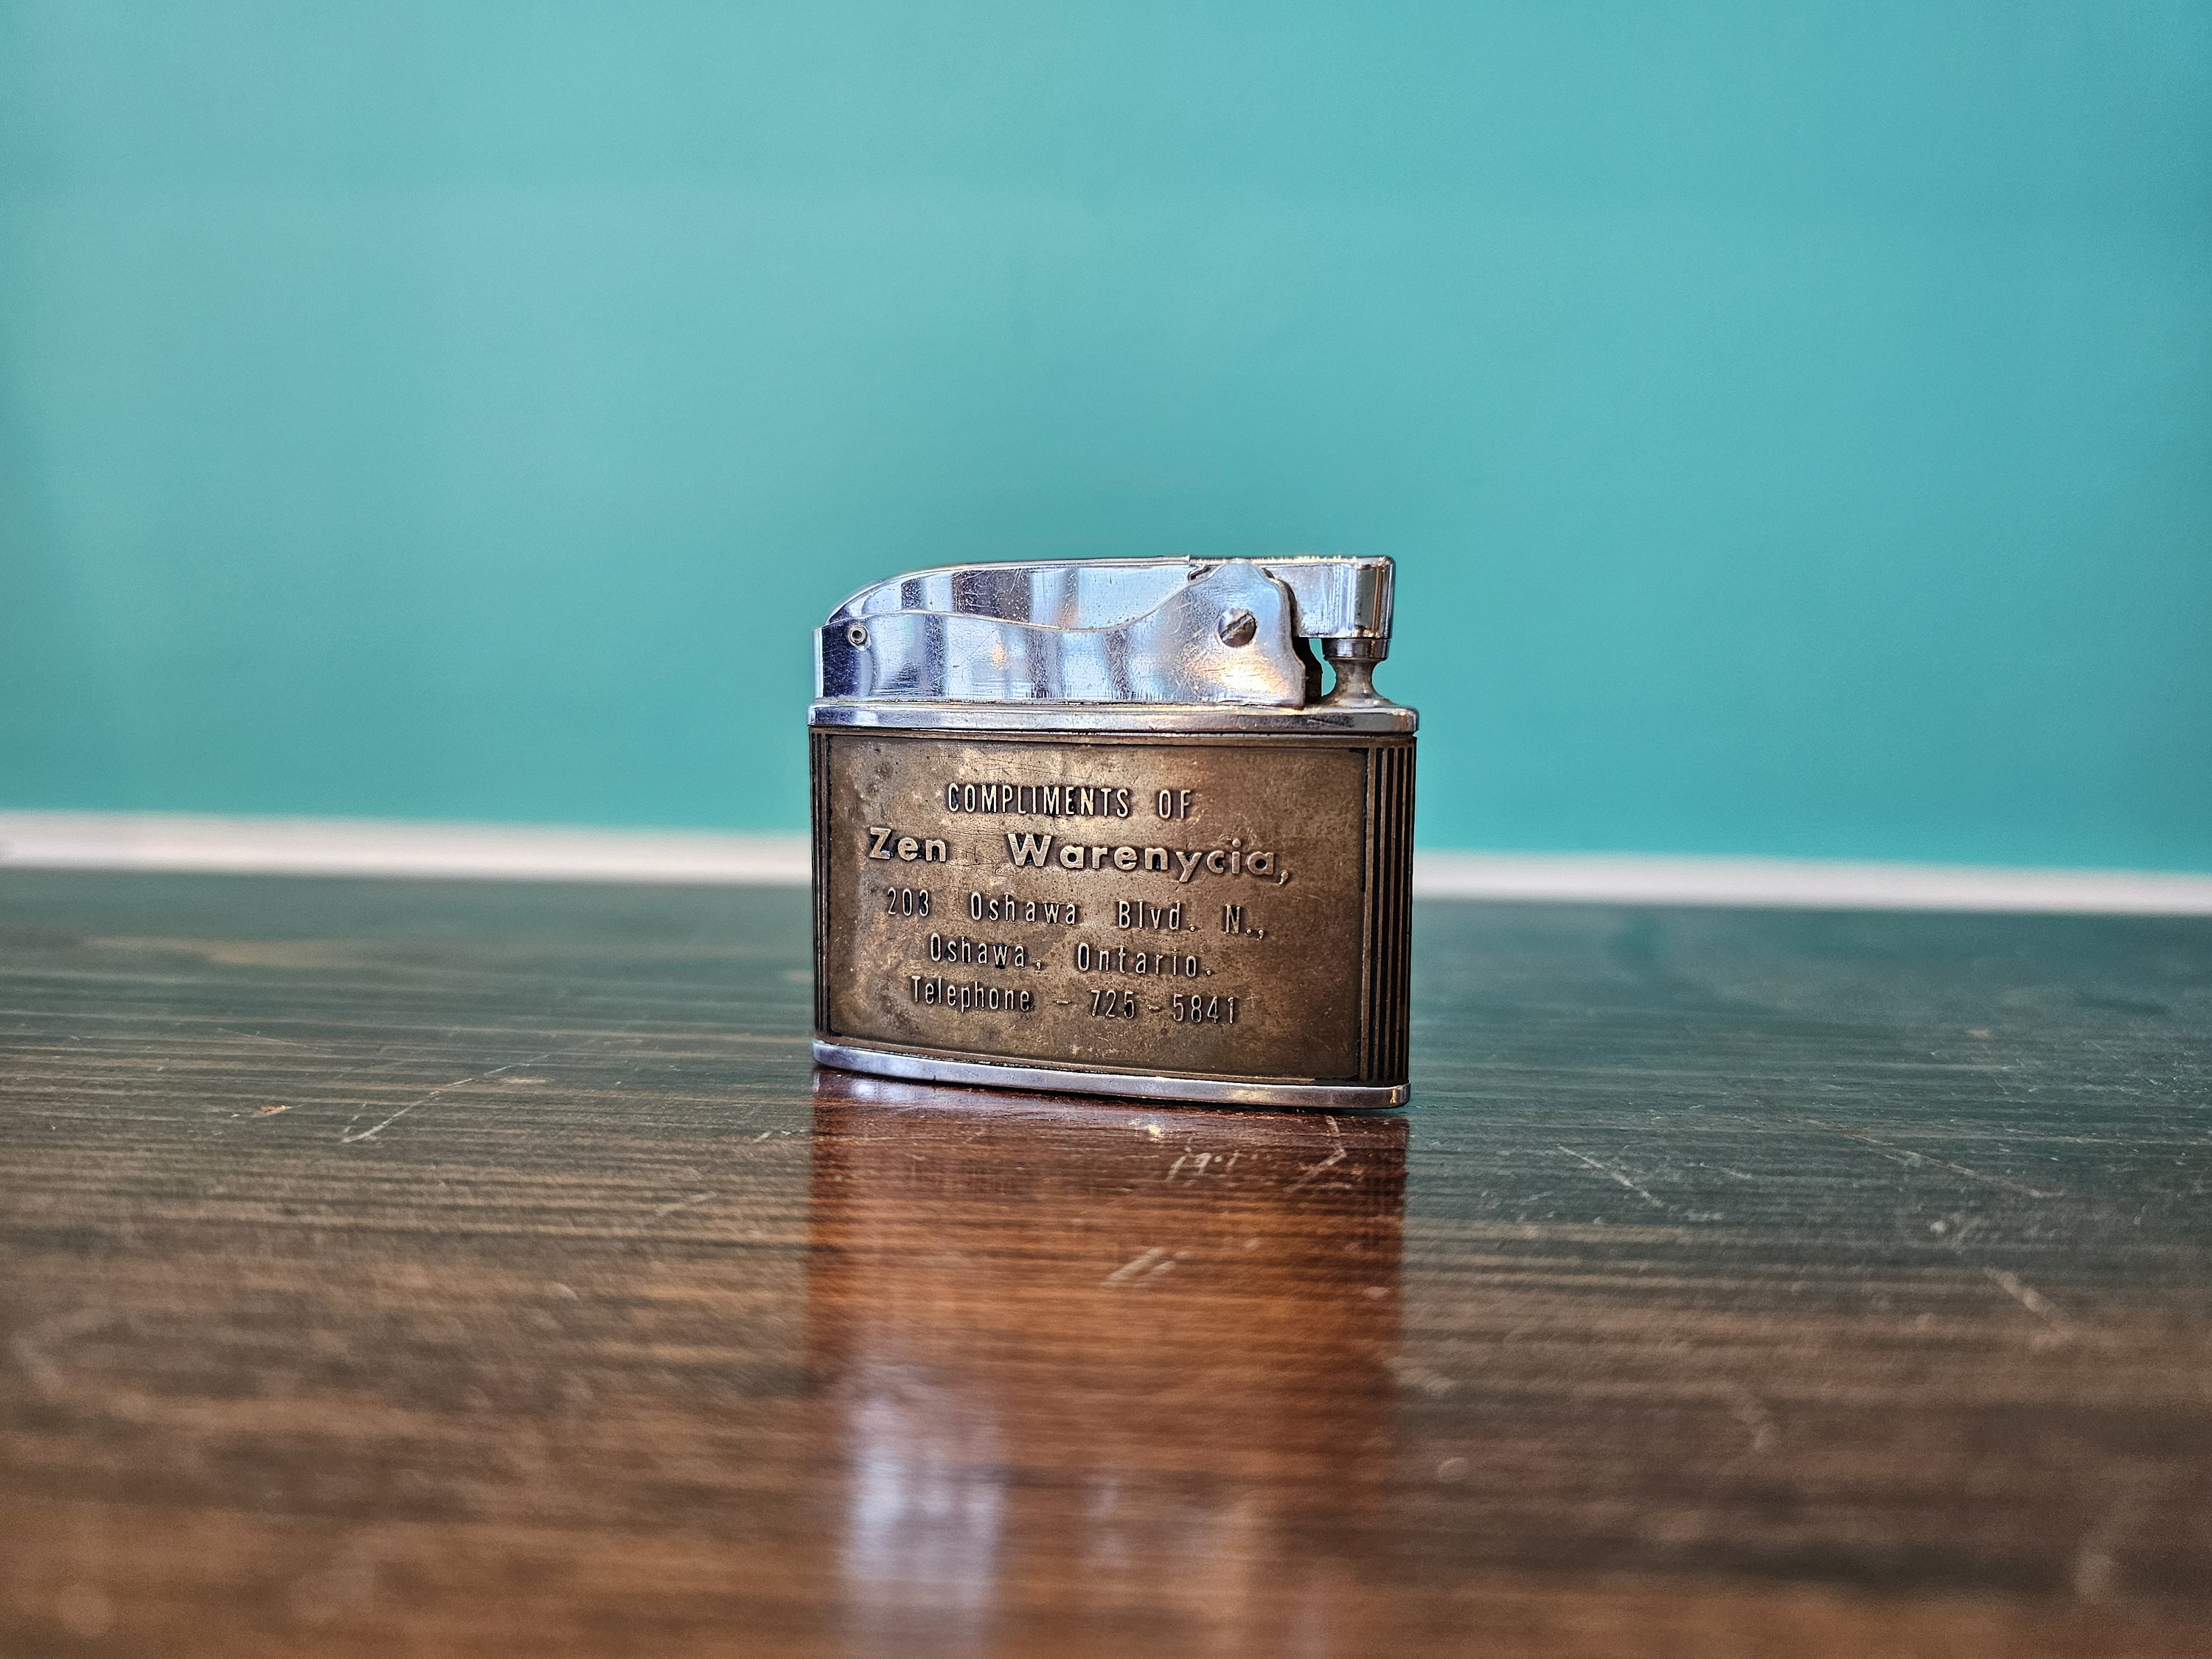 COMPLIMENTS OF
Zen Warenycia,
203 Oshawa Blvd. N.,
Oshawa, Ontario.
Telephone - 725-5841